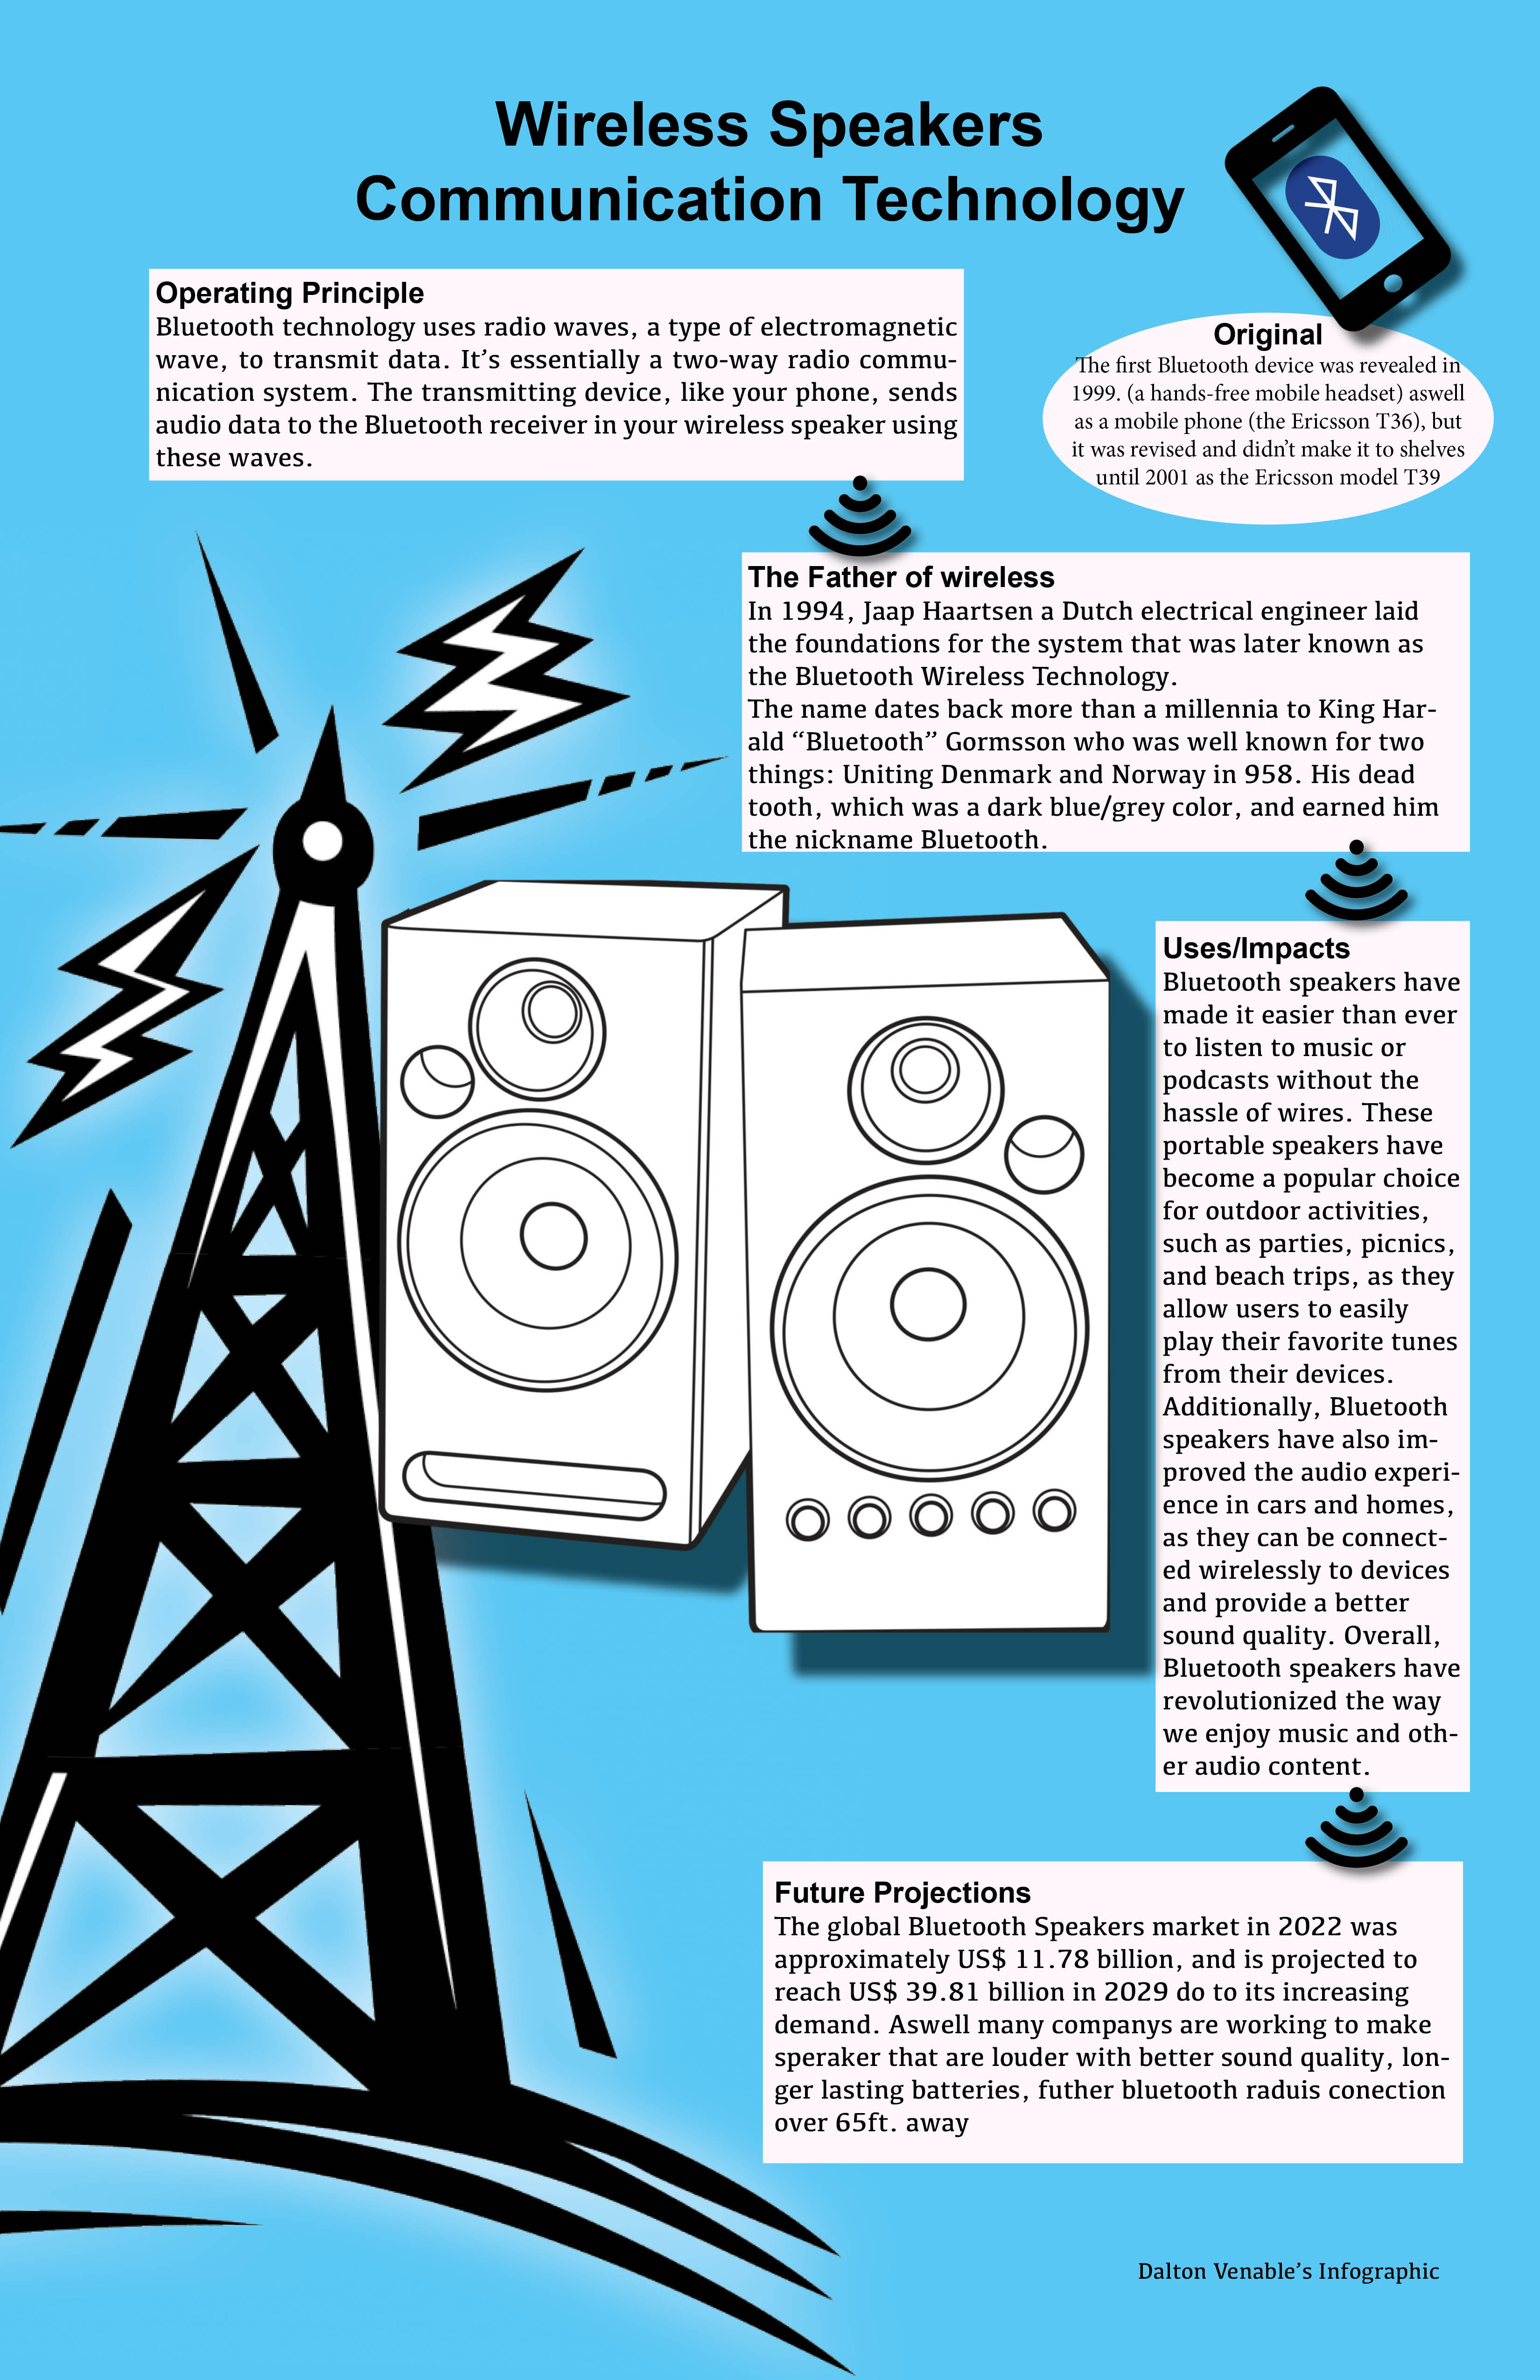 Wireless Speakers
Communication Technology
Operating Principle
Bluetooth technology uses radio waves, a type of electromagnetic
wave, to transmit data. It’s essentially a two-way radio commu-
nication system. The transmitting device, like your phone, sends
audio data to the Bluetooth receiver in your wireless speaker using
these waves.
Original
The first Bluetooth device was revealed in
1999. (a hands-free mobile headset) aswell
as a mobile phone (the Ericsson T36), but
it was revised and didn’t make it to shelves
until 2001 as the Ericsson model T39
The Father of wireless
In 1994, Jaap Haartsen a Dutch electrical engineer laid
the foundations for the system that was later known as
the Bluetooth Wireless Technology.
The name dates back more than a millennia to King Har-
ald “Bluetooth” Gormsson who was well known for two
things: Uniting Denmark and Norway in 958. His dead
tooth, which was a dark blue/grey color, and earned him
the nickname Bluetooth.
Uses/Impacts
Bluetooth speakers have
made it easier than ever
to listen to music or
podcasts without the
hassle of wires. These
portable speakers have
become a popular choice
for outdoor activities,
such as parties, picnics,
and beach trips, as they
allow users to easily
play their favorite tunes
from their devices.
Additionally, Bluetooth
speakers have also im-
proved the audio experi-
ence in cars and homes,
as they can be connect-
ed wirelessly to devices
and provide a better
sound quality. Overall,
Bluetooth speakers have
revolutionized the way
we enjoy music and oth-
er audio content.
Future Projections
The global Bluetooth Speakers market in 2022 was
approximately US$ 11.78 billion, and is projected to
reach US$ 39.81 billion in 2029 do to its increasing
demand. Aswell many companys are working to make
speraker that are louder with better sound quality, lon-
ger lasting batteries, futher bluetooth raduis conection
over 65ft. away
Dalton Venable’s Infographic